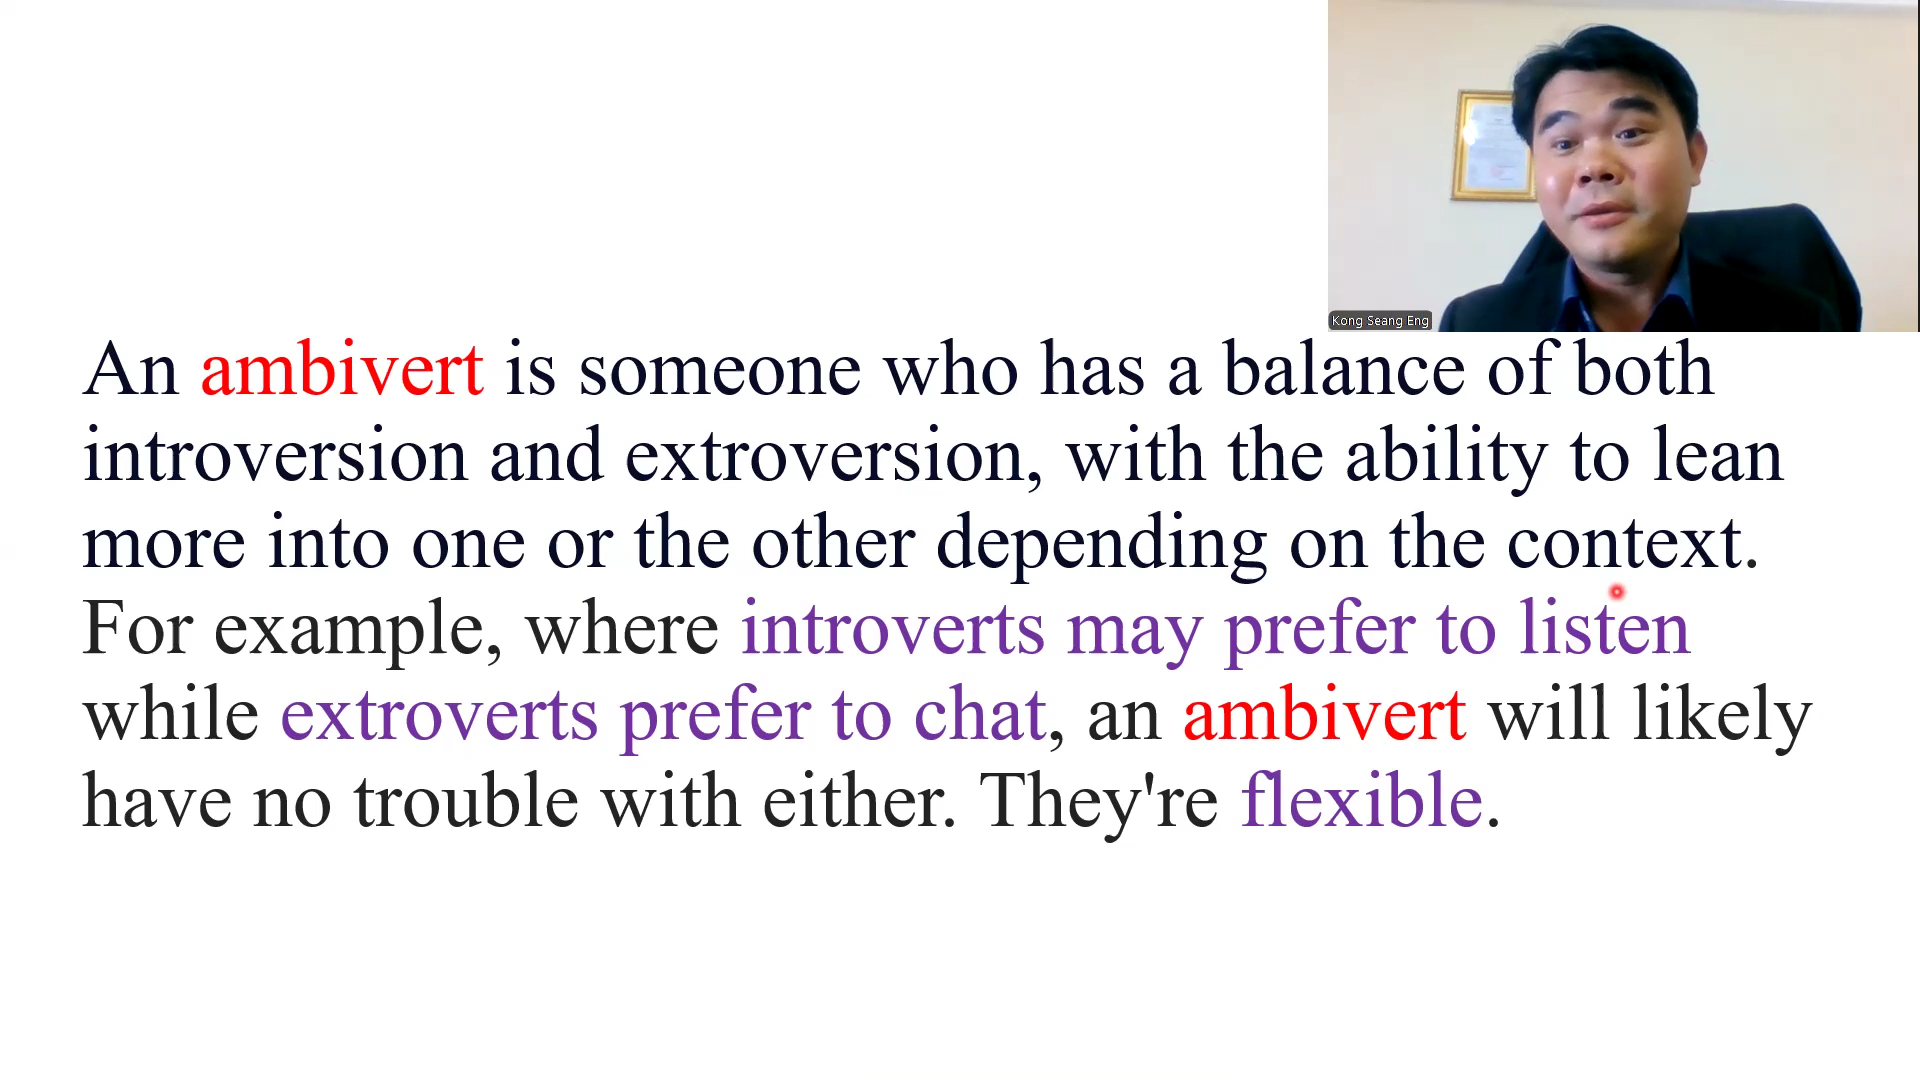 Kong Seang Eng
An ambivert is someone who has a balance of both
introversion and extroversion, with the ability to lean
more into one or the other depending on the context.
For example, where introverts may prefer to listen
while extroverts prefer to chat, an ambivert will likely
have no trouble with either. They're flexible.